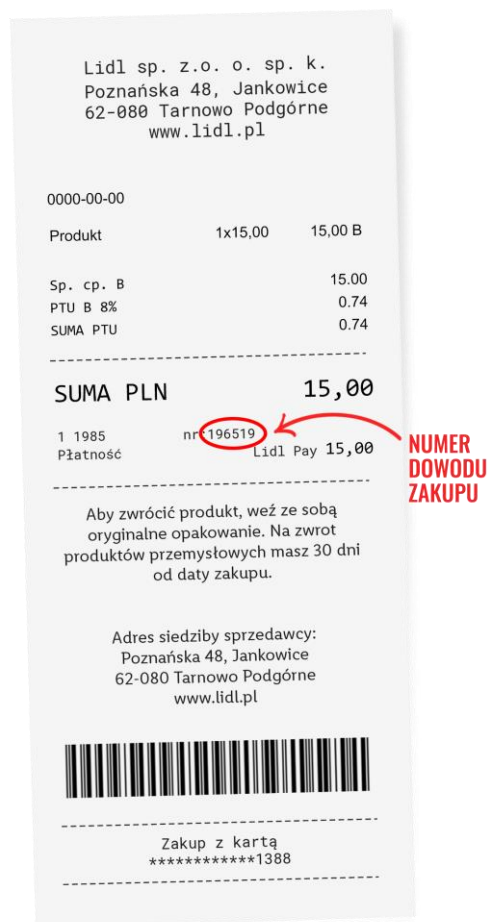 Lidl sp. z.o. o. sp. k.
Poznańska 48, Jankowice
62-080 Tarnowo Podgórne
www.lidl.pl
0000-00-00
Produkt 1x15,00 15,00 B
Sp. cp. B 15.00
PTU B 8% 0.74
SUMA PTU 0.74
SUMA PLN 15,00
1 1985 nr:196519
Płatność Lidl Pay 15,00
NUMER
DOWODU
ZAKUPU
Aby zwrócić produkt, weź ze sobą
oryginalne opakowanie. Na zwrot
produktów przemysłowych masz 30 dni
od daty zakupu.
Adres siedziby sprzedawcy:
Poznańska 48, Jankowice
62-080 Tarnowo Podgórne
www.lidl.pl
Zakup z kartą
************1388